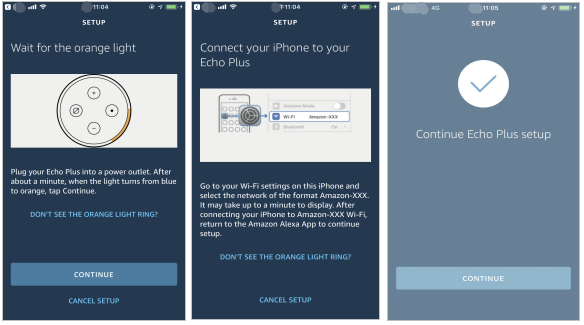 11:04
SETUP
Wait for the orange light
Plug your Echo Plus into a power outlet. After
about a minute, when the light turns from blue
to orange, tap Continue.
DON'T SEE THE ORANGE LIGHT RING?
CONTINUE
CANCEL SETUP
11:04
SETUP
Connect your iPhone to your
Echo Plus
Airplane Mode
Wi-Fi Amazon-XXX
Bluetooth On
Go to your Wi-Fi settings on this iPhone and
select the network of the format Amazon-XXX.
It may take up to a minute to display. After
connecting your iPhone to Amazon-XXX Wi-Fi,
return to the Amazon Alexa App to continue
setup.
DON'T SEE THE ORANGE LIGHT RING?
CANCEL SETUP
4G 11:05
SETUP
Continue Echo Plus setup
CONTINUE